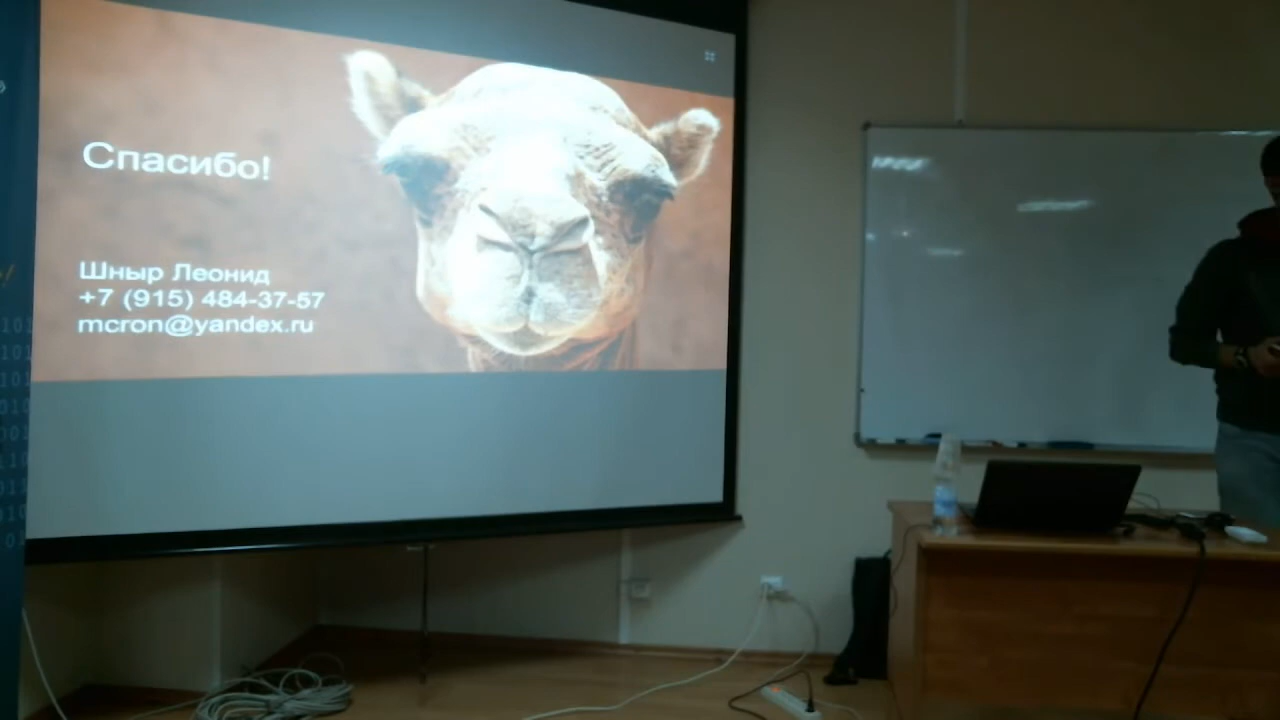 Спасибо!
Шныр Леонид
+7 (915) 484-37-57
mcron@yandex.ru